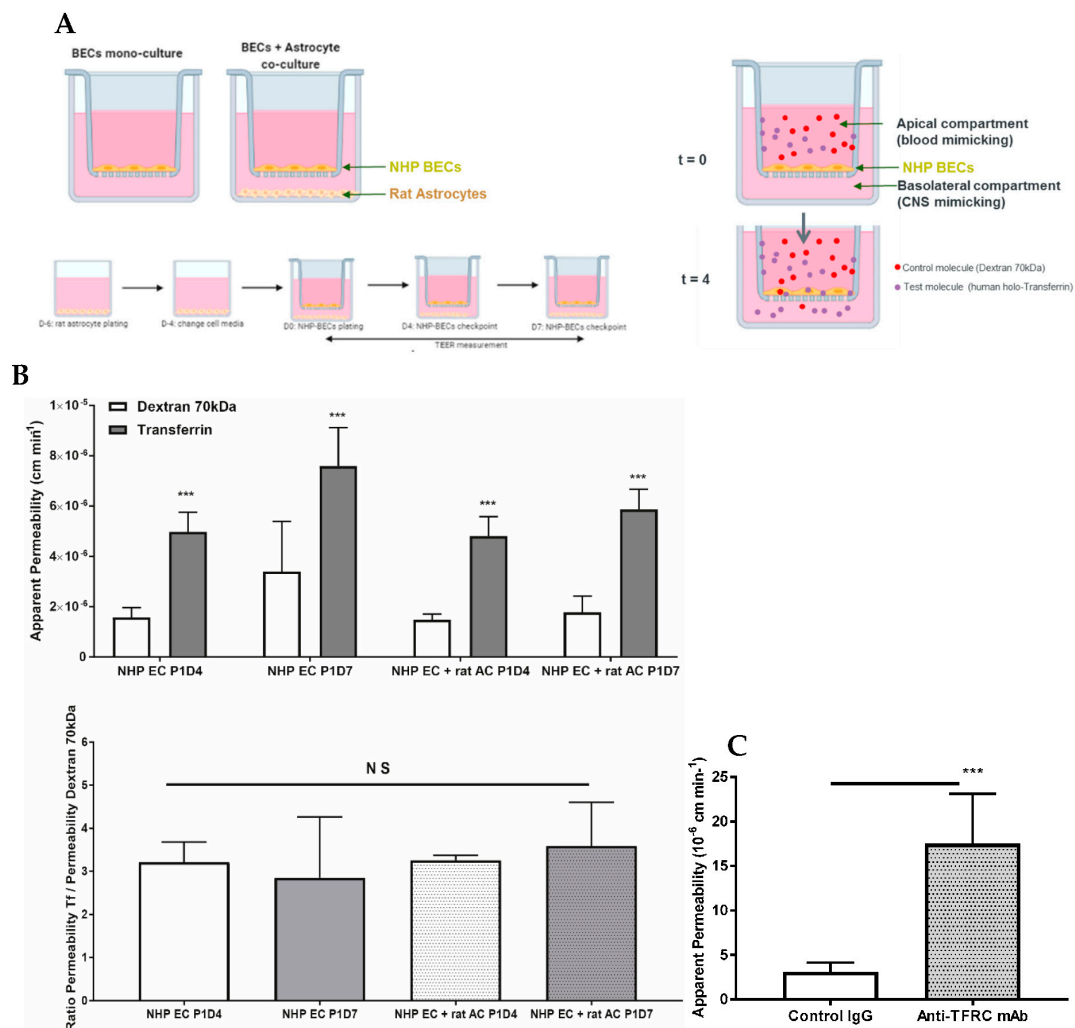 A
BECs mono-culture
BECs + Astrocyte
co-culture
NHP BECs
Rat Astrocytes
D-6: rat astrocyte plating
D-4: change cell media
D0: NHP-BECs plating
D4: NHP-BECs checkpoint
D7: NHP-BECs checkpoint
TEER measurement
t = 0
Apical compartment
(blood mimicking)
NHP BECs
Basolateral compartment
(CNS mimicking)
t = 4
Control molecule (Dextran 70kDa)
Test molecule (human holo-Transferrin)
B
Apparent Permeability (cm min⁻¹)
1×10⁻⁵
8×10⁻⁶
6×10⁻⁶
4×10⁻⁶
2×10⁻⁶
0
Dextran 70kDa
Transferrin
***
***
***
***
NHP EC P1D4
NHP EC P1D7
NHP EC + rat AC P1D4
NHP EC + rat AC P1D7
Ratio Permeability Tf / Permeability Dextran 70kDa
6
5
4
3
2
1
0
N S
NHP EC P1D4
NHP EC P1D7
NHP EC + rat AC P1D4
NHP EC + rat AC P1D7
C
Apparent Permeability (10⁻⁶ cm min-¹)
25
20
15
10
5
0
***
Control IgG
Anti-TFRC mAb